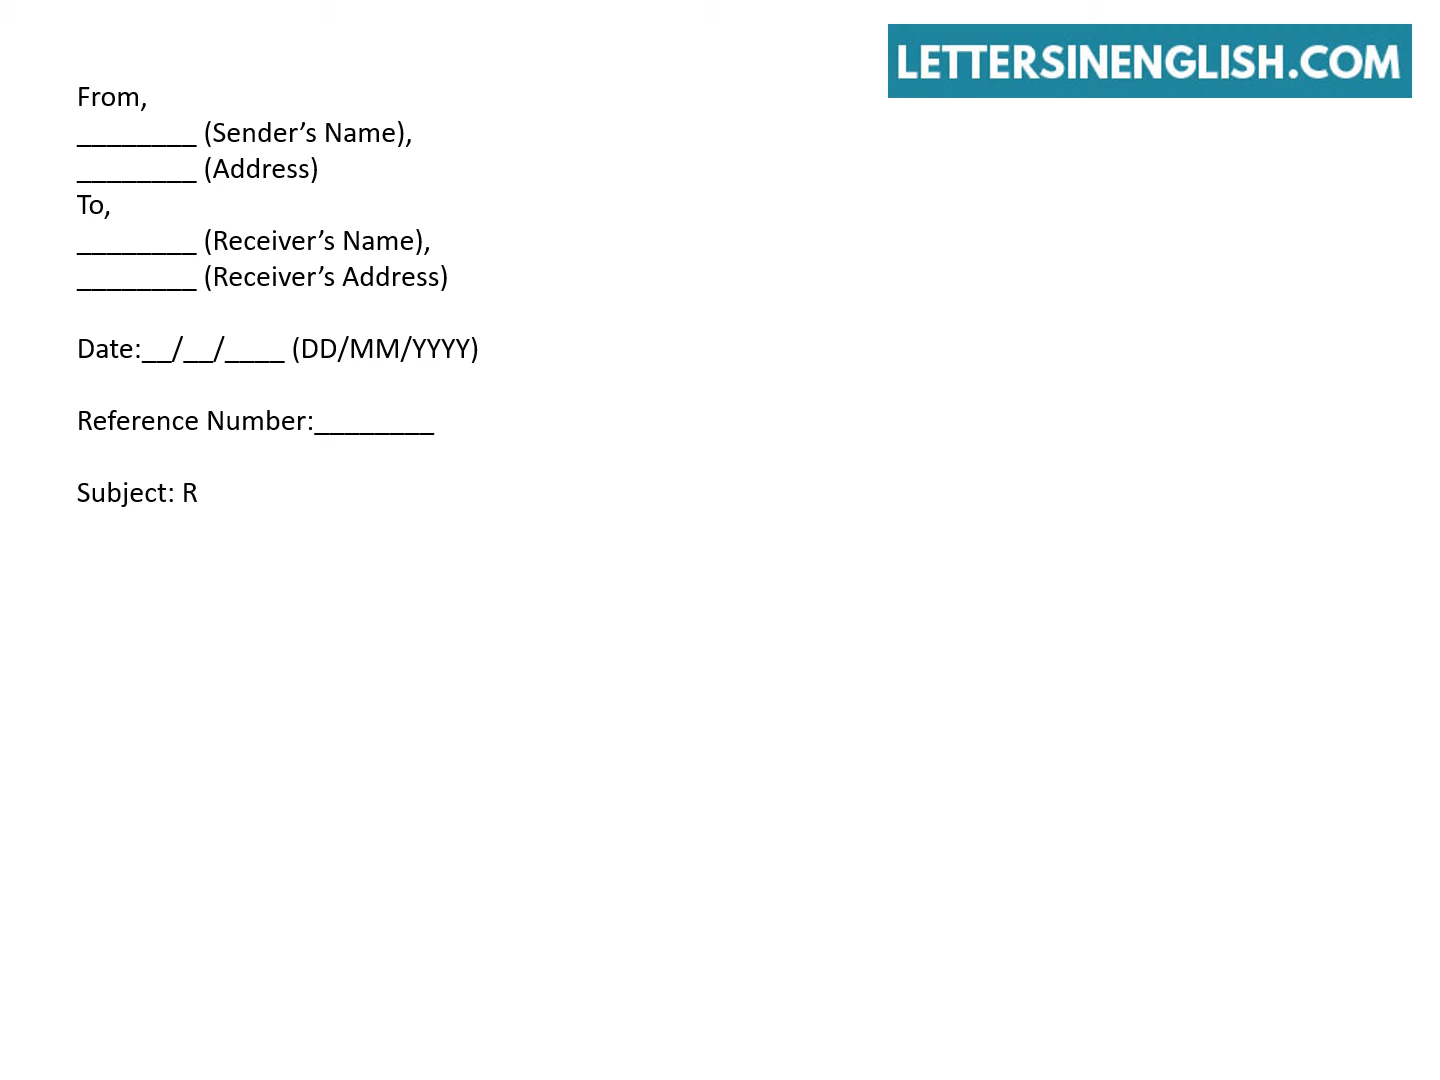 LETTERSINENGLISH.COM
From,
________ (Sender’s Name),
________ (Address)
To,
________ (Receiver’s Name),
________ (Receiver’s Address)
Date:__/__/____ (DD/MM/YYYY)
Reference Number:________
Subject: R